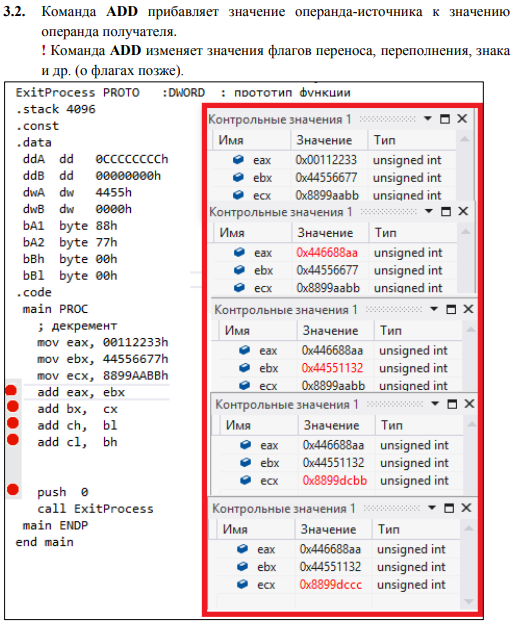 3.2. Команда ADD прибавляет значение операнда-источника к значению
операнда получателя.
! Команда ADD изменяет значения флагов переноса, переполнения, знака
и др. (о флагах позже).
ExitProcess PROTO :DWORD : прототип функции
.stack 4096
.const
.data
ddA dd 0CCCCCCCCh
ddB dd 00000000h
dwA dw 4455h
dwB dw 0000h
bA1 byte 88h
bA2 byte 77h
bBh byte 00h
bBl byte 00h
.code
main PROC
; декремент
mov eax, 00112233h
mov ebx, 44556677h
mov ecx, 8899AABBh
add eax, ebx
add bx, cx
add ch, bl
add cl, bh
push 0
call ExitProcess
main ENDP
end main
Контрольные значения 1
Имя Значение Тип
eax 0x00112233 unsigned int
ebx 0x44556677 unsigned int
ecx 0x8899aabb unsigned int
Контрольные значения 1
Имя Значение Тип
eax 0x446688aa unsigned int
ebx 0x44556677 unsigned int
ecx 0x8899aabb unsigned int
Контрольные значения 1
Имя Значение Тип
eax 0x446688aa unsigned int
ebx 0x44551132 unsigned int
ecx 0x8899aabb unsigned int
Контрольные значения 1
Имя Значение Тип
eax 0x446688aa unsigned int
ebx 0x44551132 unsigned int
ecx 0x8899dcbb unsigned int
Контрольные значения 1
Имя Значение Тип
eax 0x446688aa unsigned int
ebx 0x44551132 unsigned int
ecx 0x8899dccc unsigned int